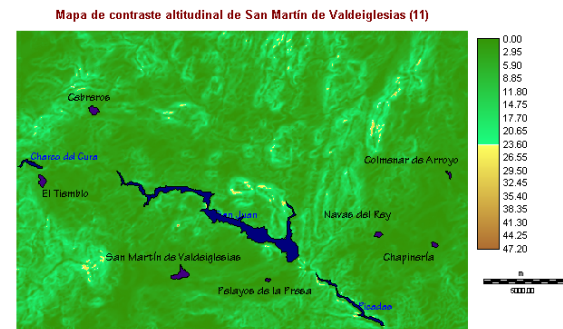 Mapa de contraste altitudinal de San Martín de Valdeiglesias (11)
Cebreros
Charco del Cura
El Tiemblo
Colmenar de Arroyo
San Juan
Navas del Rey
San Martín de Valdeiglesias
Chapinería
Pelayos de la Presa
Picadas
0.00
2.95
5.90
8.85
11.80
14.75
17.70
20.65
23.60
26.55
29.50
32.45
35.40
38.35
41.30
44.25
47.20
m
9000.00